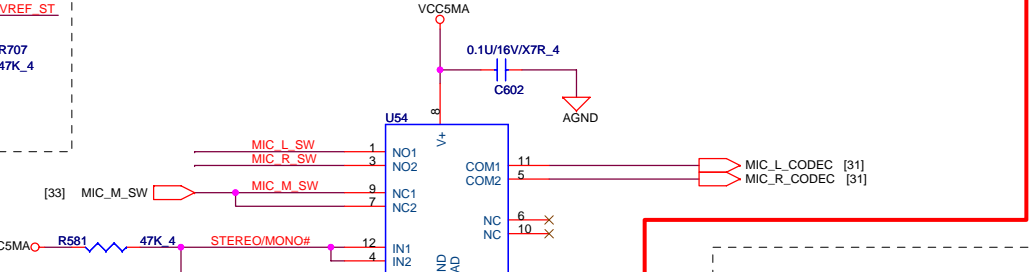 VREF_ST
VCC5MA
R707
47K_4
0.1U/16V/X7R_4
C602
AGND
8
U54
V+
MIC_L_SW 1 NO1
MIC_R_SW 3 NO2
COM1 11 MIC_L_CODEC [31]
COM2 5 MIC_R_CODEC [31]
[33] MIC_M_SW MIC_M_SW 9 NC1
7 NC2
NC 6
NC 10
C5MA R581 47K_4 STEREO/MONO# 12 IN1
4 IN2
ND
AD